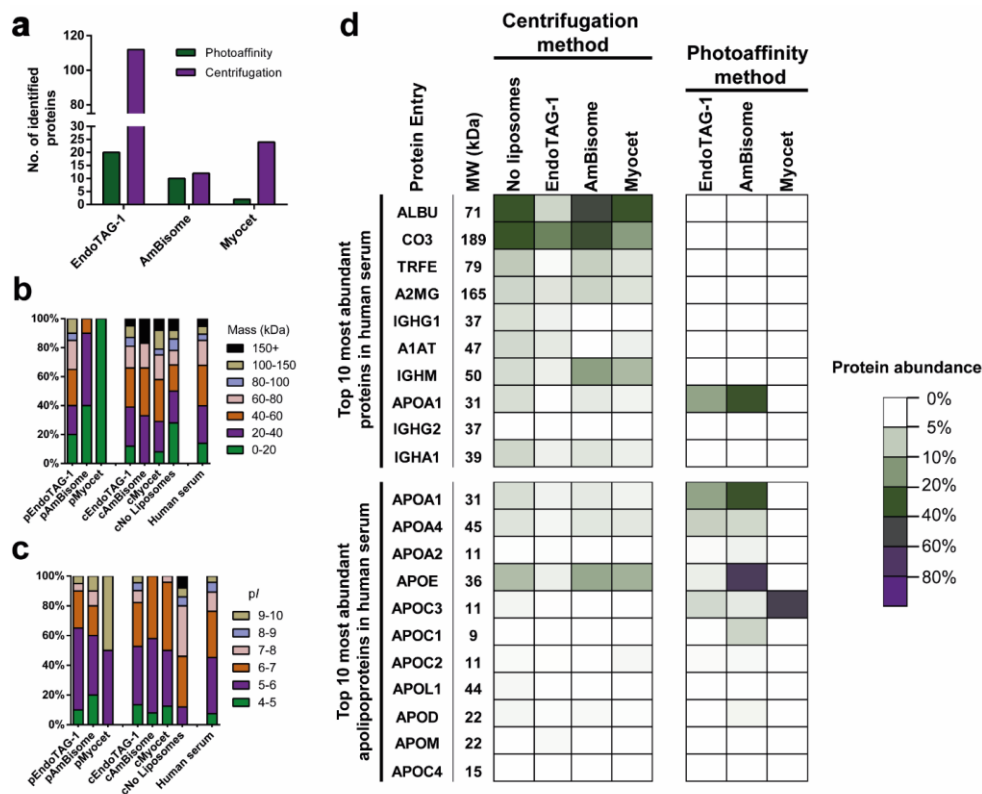 a
120
100
80
30
25
20
15
10
5
0
No. of identified
proteins
Photoaffinity
Centrifugation
EndoTAG-1
AmBisome
Myocet
b
100%
80%
60%
40%
20%
0%
Mass (kDa)
150+
100-150
80-100
60-80
40-60
20-40
0-20
pEndoTAG-1
pAmBisome
pMyocet
cEndoTAG-1
cAmBisome
cMyocet
cNo Liposomes
Human serum
c
100%
80%
60%
40%
20%
0%
pI
9-10
8-9
7-8
6-7
5-6
4-5
pEndoTAG-1
pAmBisome
pMyocet
cEndoTAG-1
cAmBisome
cMyocet
cNo Liposomes
Human serum
d
Centrifugation
method
Photoaffinity
method
Protein Entry
MW (kDa)
No liposomes
EndoTAG-1
AmBisome
Myocet
EndoTAG-1
AmBisome
Myocet
Top 10 most abundant
proteins in human serum
ALBU 71
CO3 189
TRFE 79
A2MG 165
IGHG1 37
A1AT 47
IGHM 50
APOA1 31
IGHG2 37
IGHA1 39
Top 10 most abundant
apolipoproteins in human serum
APOA1 31
APOA4 45
APOA2 11
APOE 36
APOC3 11
APOC1 9
APOC2 11
APOL1 44
APOD 22
APOM 22
APOC4 15
Protein abundance
0%
5%
10%
20%
40%
60%
80%